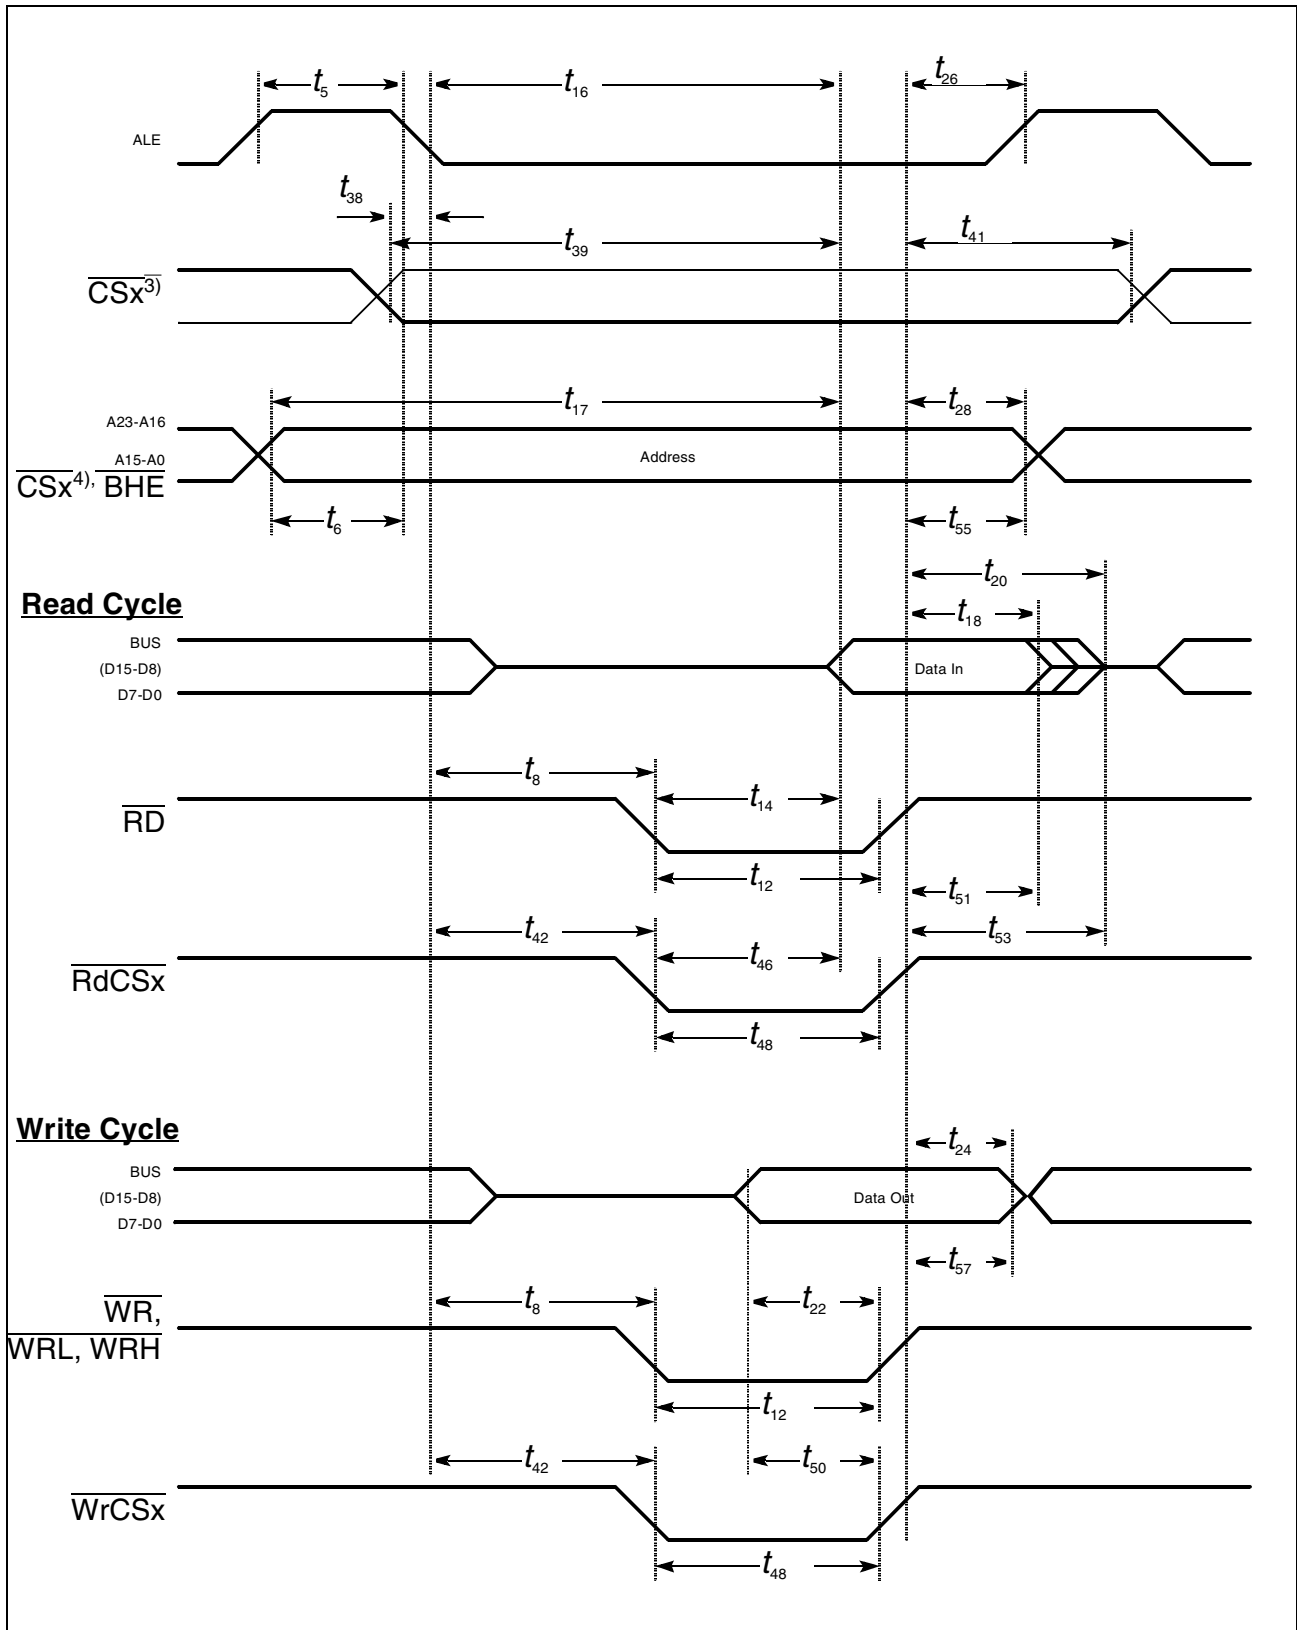 t5
t16
t26
ALE
t38
t39
t41
CSx3)
t17
t28
A23-A16
A15-A0
Address
CSx4), BHE
t6
t55
t20
Read Cycle
t18
BUS
(D15-D8)
Data In
D7-D0
t8
t14
RD
t12
t51
t42
t53
t46
RdCSx
t48
Write Cycle
t24
BUS
(D15-D8)
Data Out
D7-D0
t57
t8
t22
WR,
WRL, WRH
t12
t42
t50
WrCSx
t48